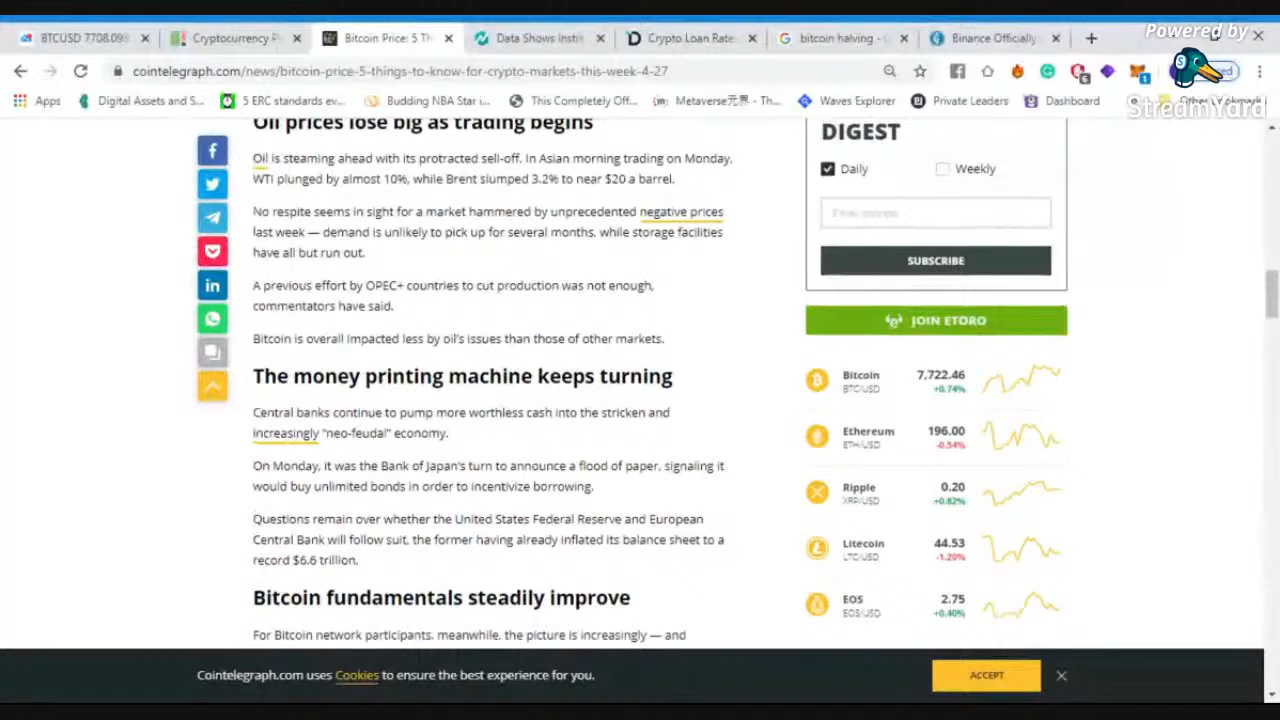 Powered by
StreamYard
BTCUSD 7708.09
Cryptocurrency P
Bitcoin Price: 5 Th
Data Shows Instit
Crypto Loan Rate
bitcoin halving -
Binance Officially
cointelegraph.com/news/bitcoin-price-5-things-to-know-for-crypto-markets-this-week-4-27
Apps
Digital Assets and S...
5 ERC standards ev...
Budding NBA Star i...
This Completely Off...
Metaverse元界 - Th...
Waves Explorer
Private Leaders
Dashboard
Oil prices lose big as trading begins
Oil is steaming ahead with its protracted sell-off. In Asian morning trading on Monday,
WTI plunged by almost 10%, while Brent slumped 3.2% to near $20 a barrel.
No respite seems in sight for a market hammered by unprecedented negative prices
last week — demand is unlikely to pick up for several months, while storage facilities
have all but run out.
A previous effort by OPEC+ countries to cut production was not enough,
commentators have said.
Bitcoin is overall impacted less by oil's issues than those of other markets.
The money printing machine keeps turning
Central banks continue to pump more worthless cash into the stricken and
increasingly "neo-feudal" economy.
On Monday, it was the Bank of Japan's turn to announce a flood of paper, signaling it
would buy unlimited bonds in order to incentivize borrowing.
Questions remain over whether the United States Federal Reserve and European
Central Bank will follow suit, the former having already inflated its balance sheet to a
record $6.6 trillion.
Bitcoin fundamentals steadily improve
For Bitcoin network participants, meanwhile, the picture is increasingly — and
DIGEST
Daily
Weekly
Email address
SUBSCRIBE
JOIN ETORO
Bitcoin 7,722.46
BTC/USD +0.74%
Ethereum 196.00
ETH/USD -0.54%
Ripple 0.20
XRP/USD +0.82%
Litecoin 44.53
LTC/USD -1.20%
EOS 2.75
EOS/USD +0.40%
Cointelegraph.com uses Cookies to ensure the best experience for you.
ACCEPT